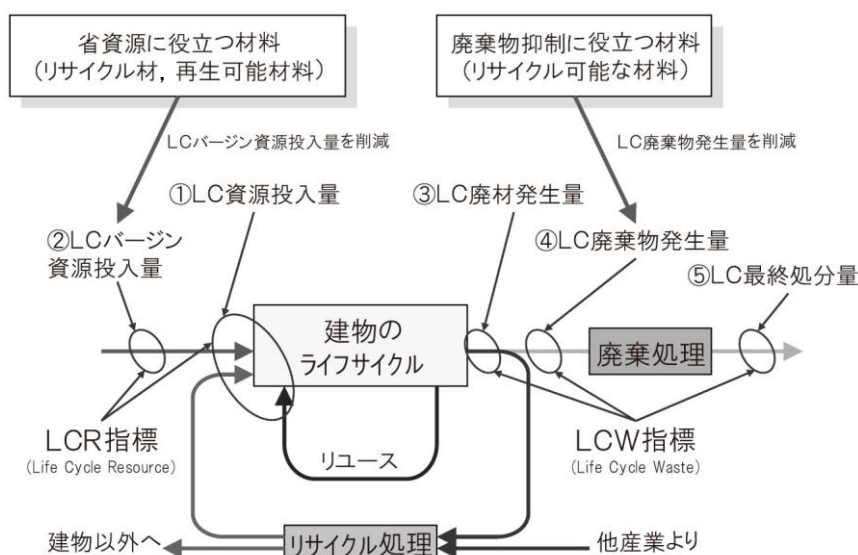 省資源に役立つ材料
(リサイクル材，再生可能材料)
廃棄物抑制に役立つ材料
(リサイクル可能な材料)
LCバージン資源投入量を削減
LC廃棄物発生量を削減
①LC資源投入量
③LC廃材発生量
②LCバージン
資源投入量
④LC廃棄物発生量
⑤LC最終処分量
建物の
ライフサイクル
廃棄処理
LCR指標
(Life Cycle Resource)
リユース
LCW指標
(Life Cycle Waste)
建物以外へ
リサイクル処理
他産業より